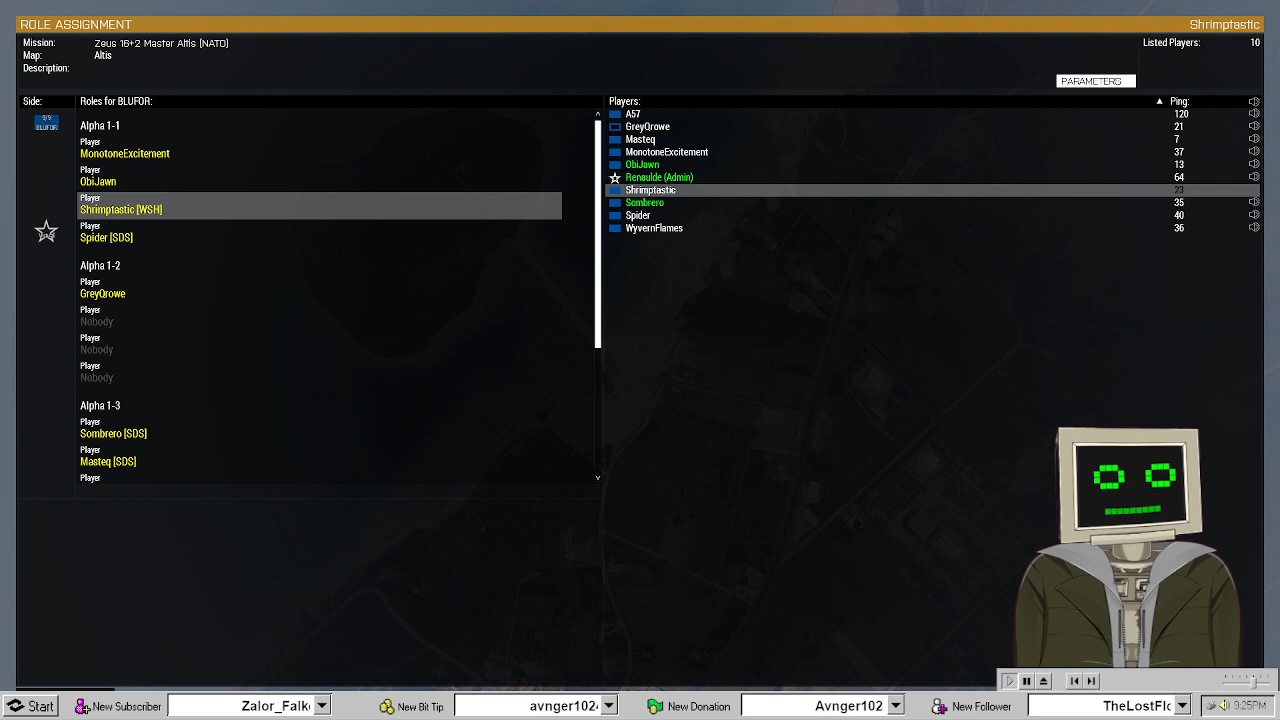 ROLE ASSIGNMENT
Shrimptastic
Mission: Zeus 16+2 Master Altis (NATO)
Map: Altis
Description:
Listed Players: 10
PARAMETERS
Side:
Roles for BLUFOR:
9/9
BLUFOR
Alpha 1-1
Player
MonotoneExcitement
Player
ObiJawn
Player
Shrimptastic [WSH]
Player
Spider [SDS]
Alpha 1-2
Player
GreyQrowe
Player
Nobody
Player
Nobody
Player
Nobody
Alpha 1-3
Player
Sombrero [SDS]
Player
Masteq [SDS]
Player
Players: Ping:
A57 120
GreyQrowe 21
Masteq 7
MonotoneExcitement 37
ObiJawn 13
Renaulde (Admin) 64
Shrimptastic 23
Sombrero 35
Spider 40
WyvernFlames 36
Start
New Subscriber
Zalor_Falk
New Bit Tip
avnger102
New Donation
Avnger102
New Follower
TheLostFl
9:25PM